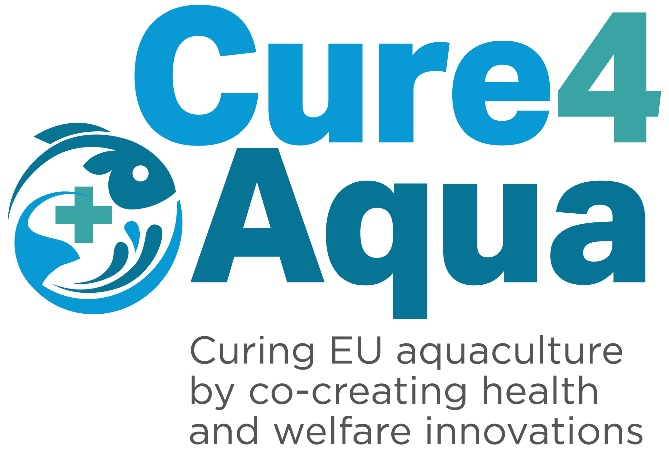 Cure4
Aqua
Curing EU aquaculture
by co-creating health
and welfare innovations